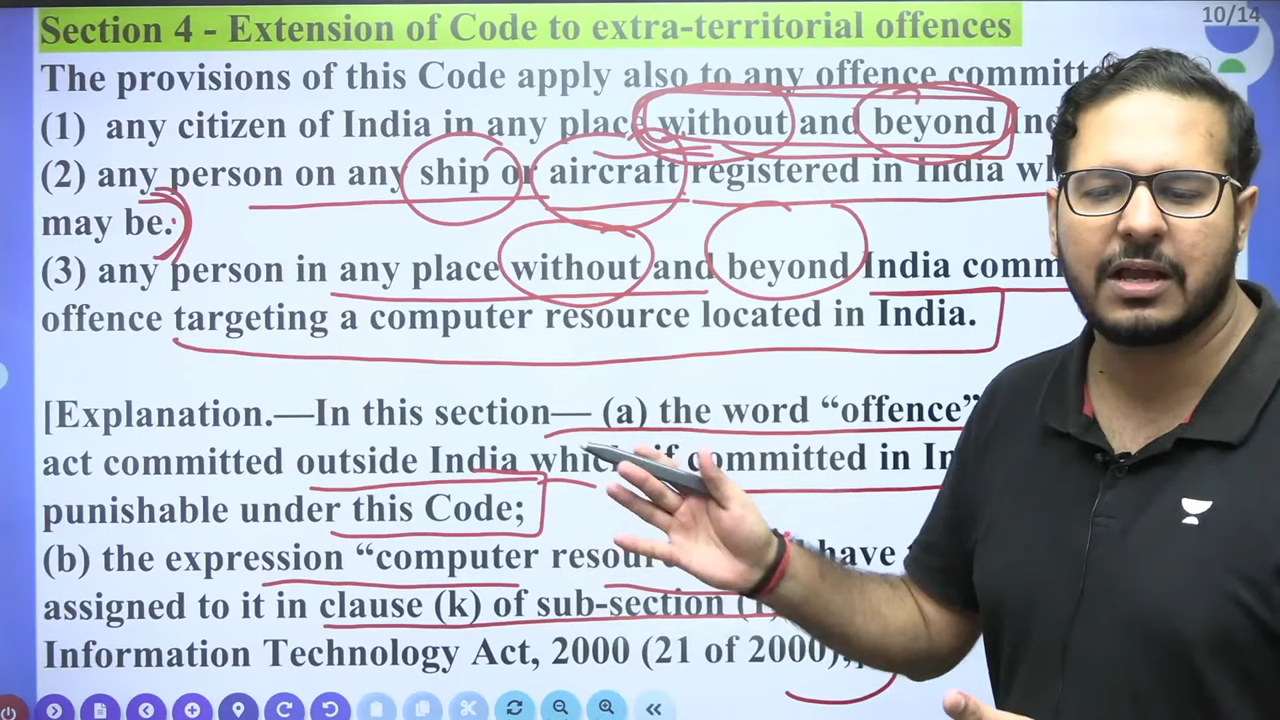 Section 4 - Extension of Code to extra-territorial offences
10/14
The provisions of this Code apply also to any offence
(1) any citizen of India in any place without and beyond
(2) any person on any ship or aircraft registered in India
may be.
(3) any person in any place without and beyond India
offence targeting a computer resource located in India.
[Explanation.—In this section— (a) the word “offence”
act committed outside India which if committed in
punishable under this Code;
(b) the expression “computer have
assigned to it in clause (k) of sub-section
Information Technology Act, 2000 (21 of 2000);